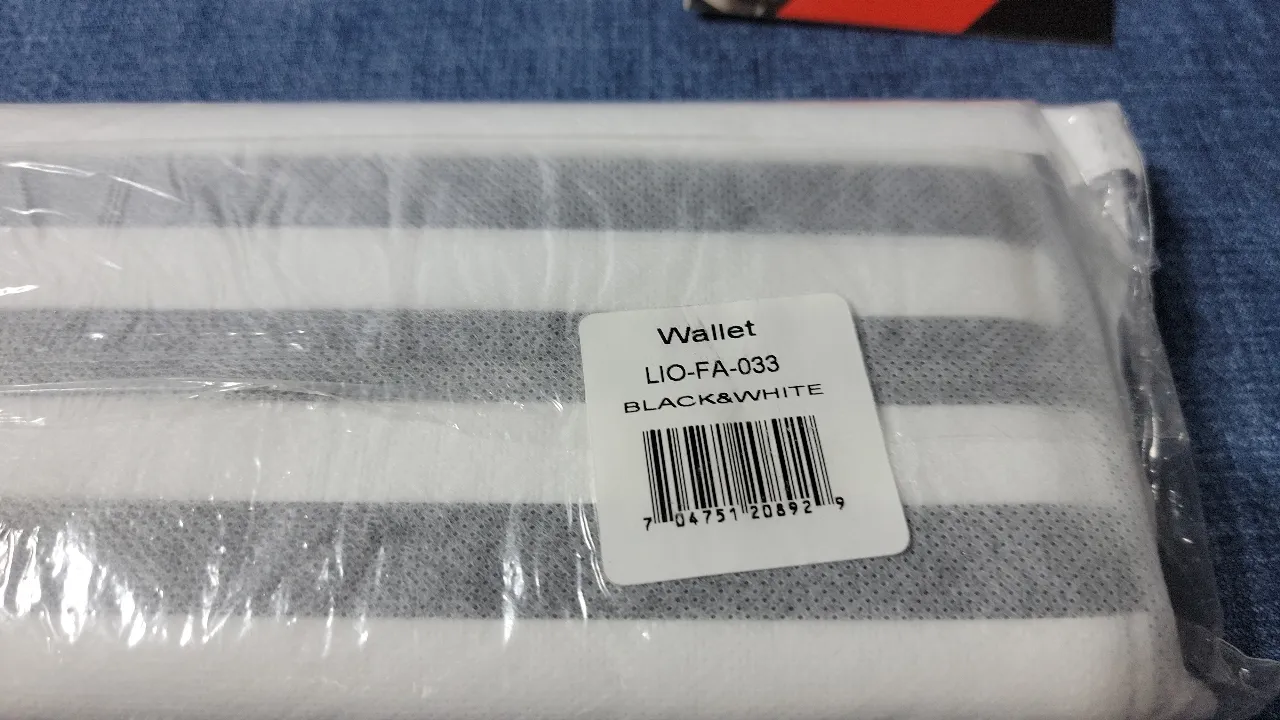 Wallet
LIO-FA-033
BLACK&WHITE
7 04751 20892 9